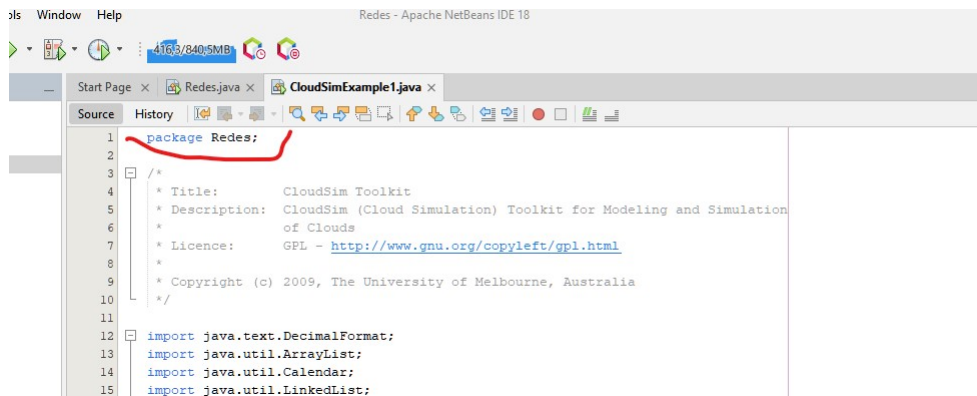 ols Window Help
Redes - Apache NetBeans IDE 18
416,3/840,5MB
Start Page × Redes.java × CloudSimExample1.java ×
Source History
1 package Redes;
2
3 /*
4 * Title: CloudSim Toolkit
5 * Description: CloudSim (Cloud Simulation) Toolkit for Modeling and Simulation
6 * of Clouds
7 * Licence: GPL - http://www.gnu.org/copyleft/gpl.html
8 *
9 * Copyright (c) 2009, The University of Melbourne, Australia
10 */
11
12 import java.text.DecimalFormat;
13 import java.util.ArrayList;
14 import java.util.Calendar;
15 import java.util.LinkedList;